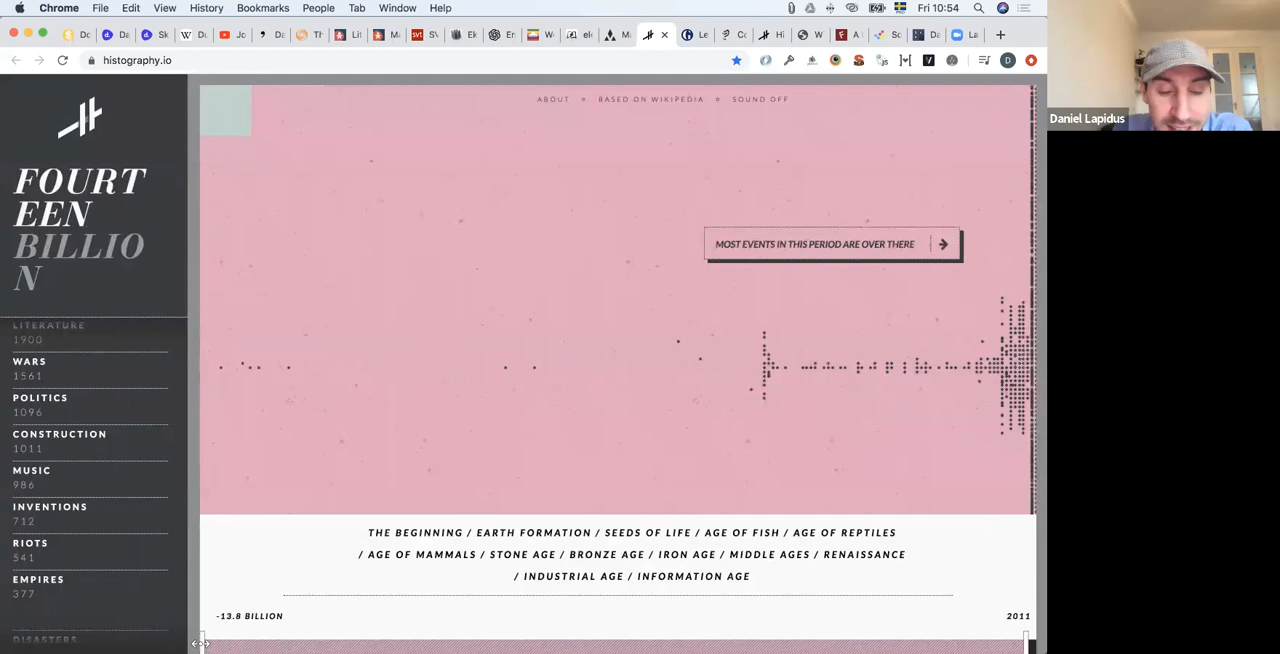 Chrome File Edit View History Bookmarks People Tab Window Help
Fri 10:54
histography.io
Daniel Lapidus
ABOUT BASED ON WIKIPEDIA SOUND OFF
FOURT
EEN
BILLIO
N
MOST EVENTS IN THIS PERIOD ARE OVER THERE
LITERATURE
1900
WARS
1561
POLITICS
1096
CONSTRUCTION
1011
MUSIC
986
INVENTIONS
712
RIOTS
541
EMPIRES
377
DISASTERS
THE BEGINNING / EARTH FORMATION / SEEDS OF LIFE / AGE OF FISH / AGE OF REPTILES
/ AGE OF MAMMALS / STONE AGE / BRONZE AGE / IRON AGE / MIDDLE AGES / RENAISSANCE
/ INDUSTRIAL AGE / INFORMATION AGE
-13.8 BILLION
2011